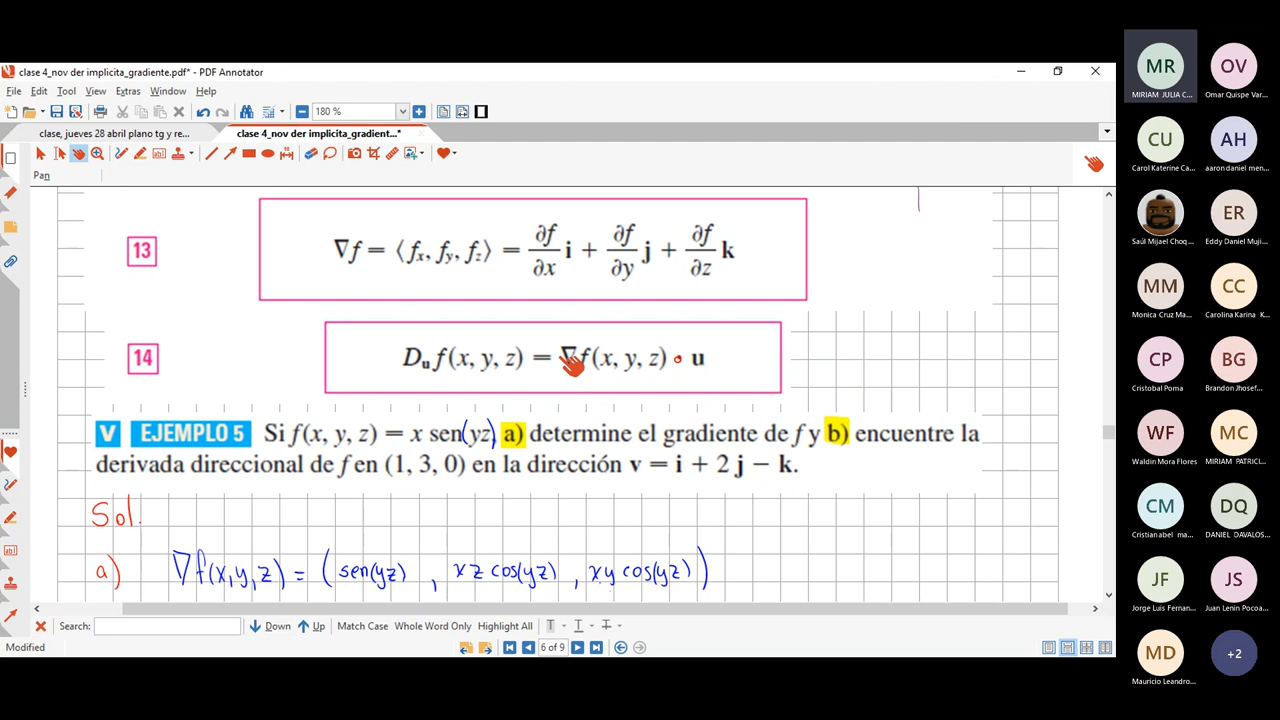 clase 4_nov der implicita_gradiente.pdf* - PDF Annotator
File Edit Tool View Extras Window Help
180 %
clase, jueves 28 abril plano tg y re...
clase 4_nov der implicita_gradient...*
Pan
13 ∇f = ⟨fx, fy, fz⟩ = ∂f/∂x i + ∂f/∂y j + ∂f/∂z k
14 Du f(x, y, z) = ∇f(x, y, z) • u
V EJEMPLO 5 Si f(x, y, z) = x sen(yz), a) determine el gradiente de f y b) encuentre la
derivada direccional de f en (1, 3, 0) en la dirección v = i + 2 j − k.
Sol.
a) ∇f(x,y,z) = (sen(yz) , xz cos(yz) , xy cos(yz))
Search: Down Up Match Case Whole Word Only Highlight All T T T
Modified
6 of 9
MR OV
MIRIAM JULIA C... Omar Quispe Var...
CU AH
Carol Katerine Ca... aaron daniel men...
ER
Saúl Mijael Choq... Eddy Daniel Muji...
MM CC
Monica Cruz Ma... Carolina Karina K...
CP BG
Cristobal Poma Brandon Jhosef...
WF MC
Waldin Mora Flores MIRIAM PATRICI...
CM DQ
Cristian abel ma... DANIEL DAVALOS...
JF JS
Jorge Luis Fernan... Juan Lenin Pocoa...
MD +2
Mauricio Leandro...